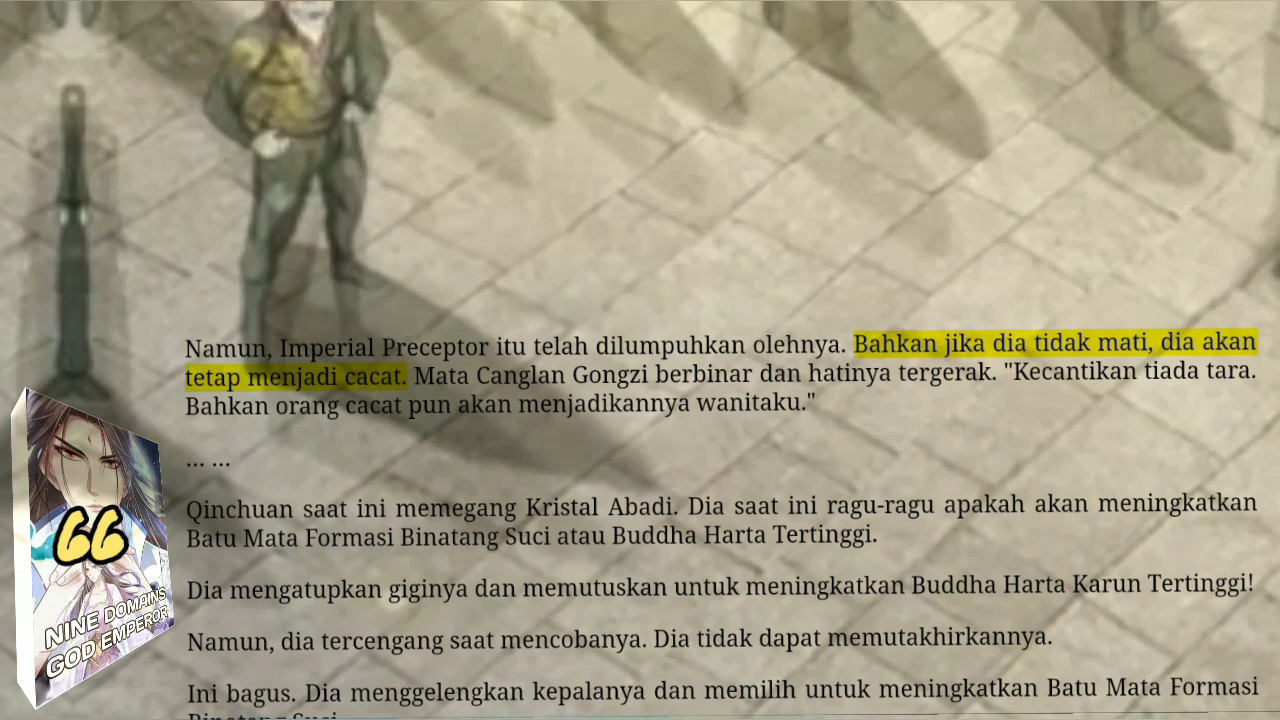 Namun, Imperial Preceptor itu telah dilumpuhkan olehnya. Bahkan jika dia tidak mati, dia akan
tetap menjadi cacat. Mata Canglan Gongzi berbinar dan hatinya tergerak. "Kecantikan tiada tara.
Bahkan orang cacat pun akan menjadikannya wanitaku."
... ...
Qinchuan saat ini memegang Kristal Abadi. Dia saat ini ragu-ragu apakah akan meningkatkan
Batu Mata Formasi Binatang Suci atau Buddha Harta Tertinggi.
Dia mengatupkan giginya dan memutuskan untuk meningkatkan Buddha Harta Karun Tertinggi!
Namun, dia tercengang saat mencobanya. Dia tidak dapat memutakhirkannya.
Ini bagus. Dia menggelengkan kepalanya dan memilih untuk meningkatkan Batu Mata Formasi
Binatang Suci.
66
NINE DOMAINS
GOD EMPEROR